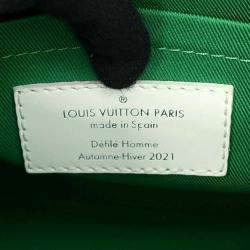 ®
LOUIS VUITTON PARIS
made in Spain
Défilé Homme
Automne-Hiver 2021